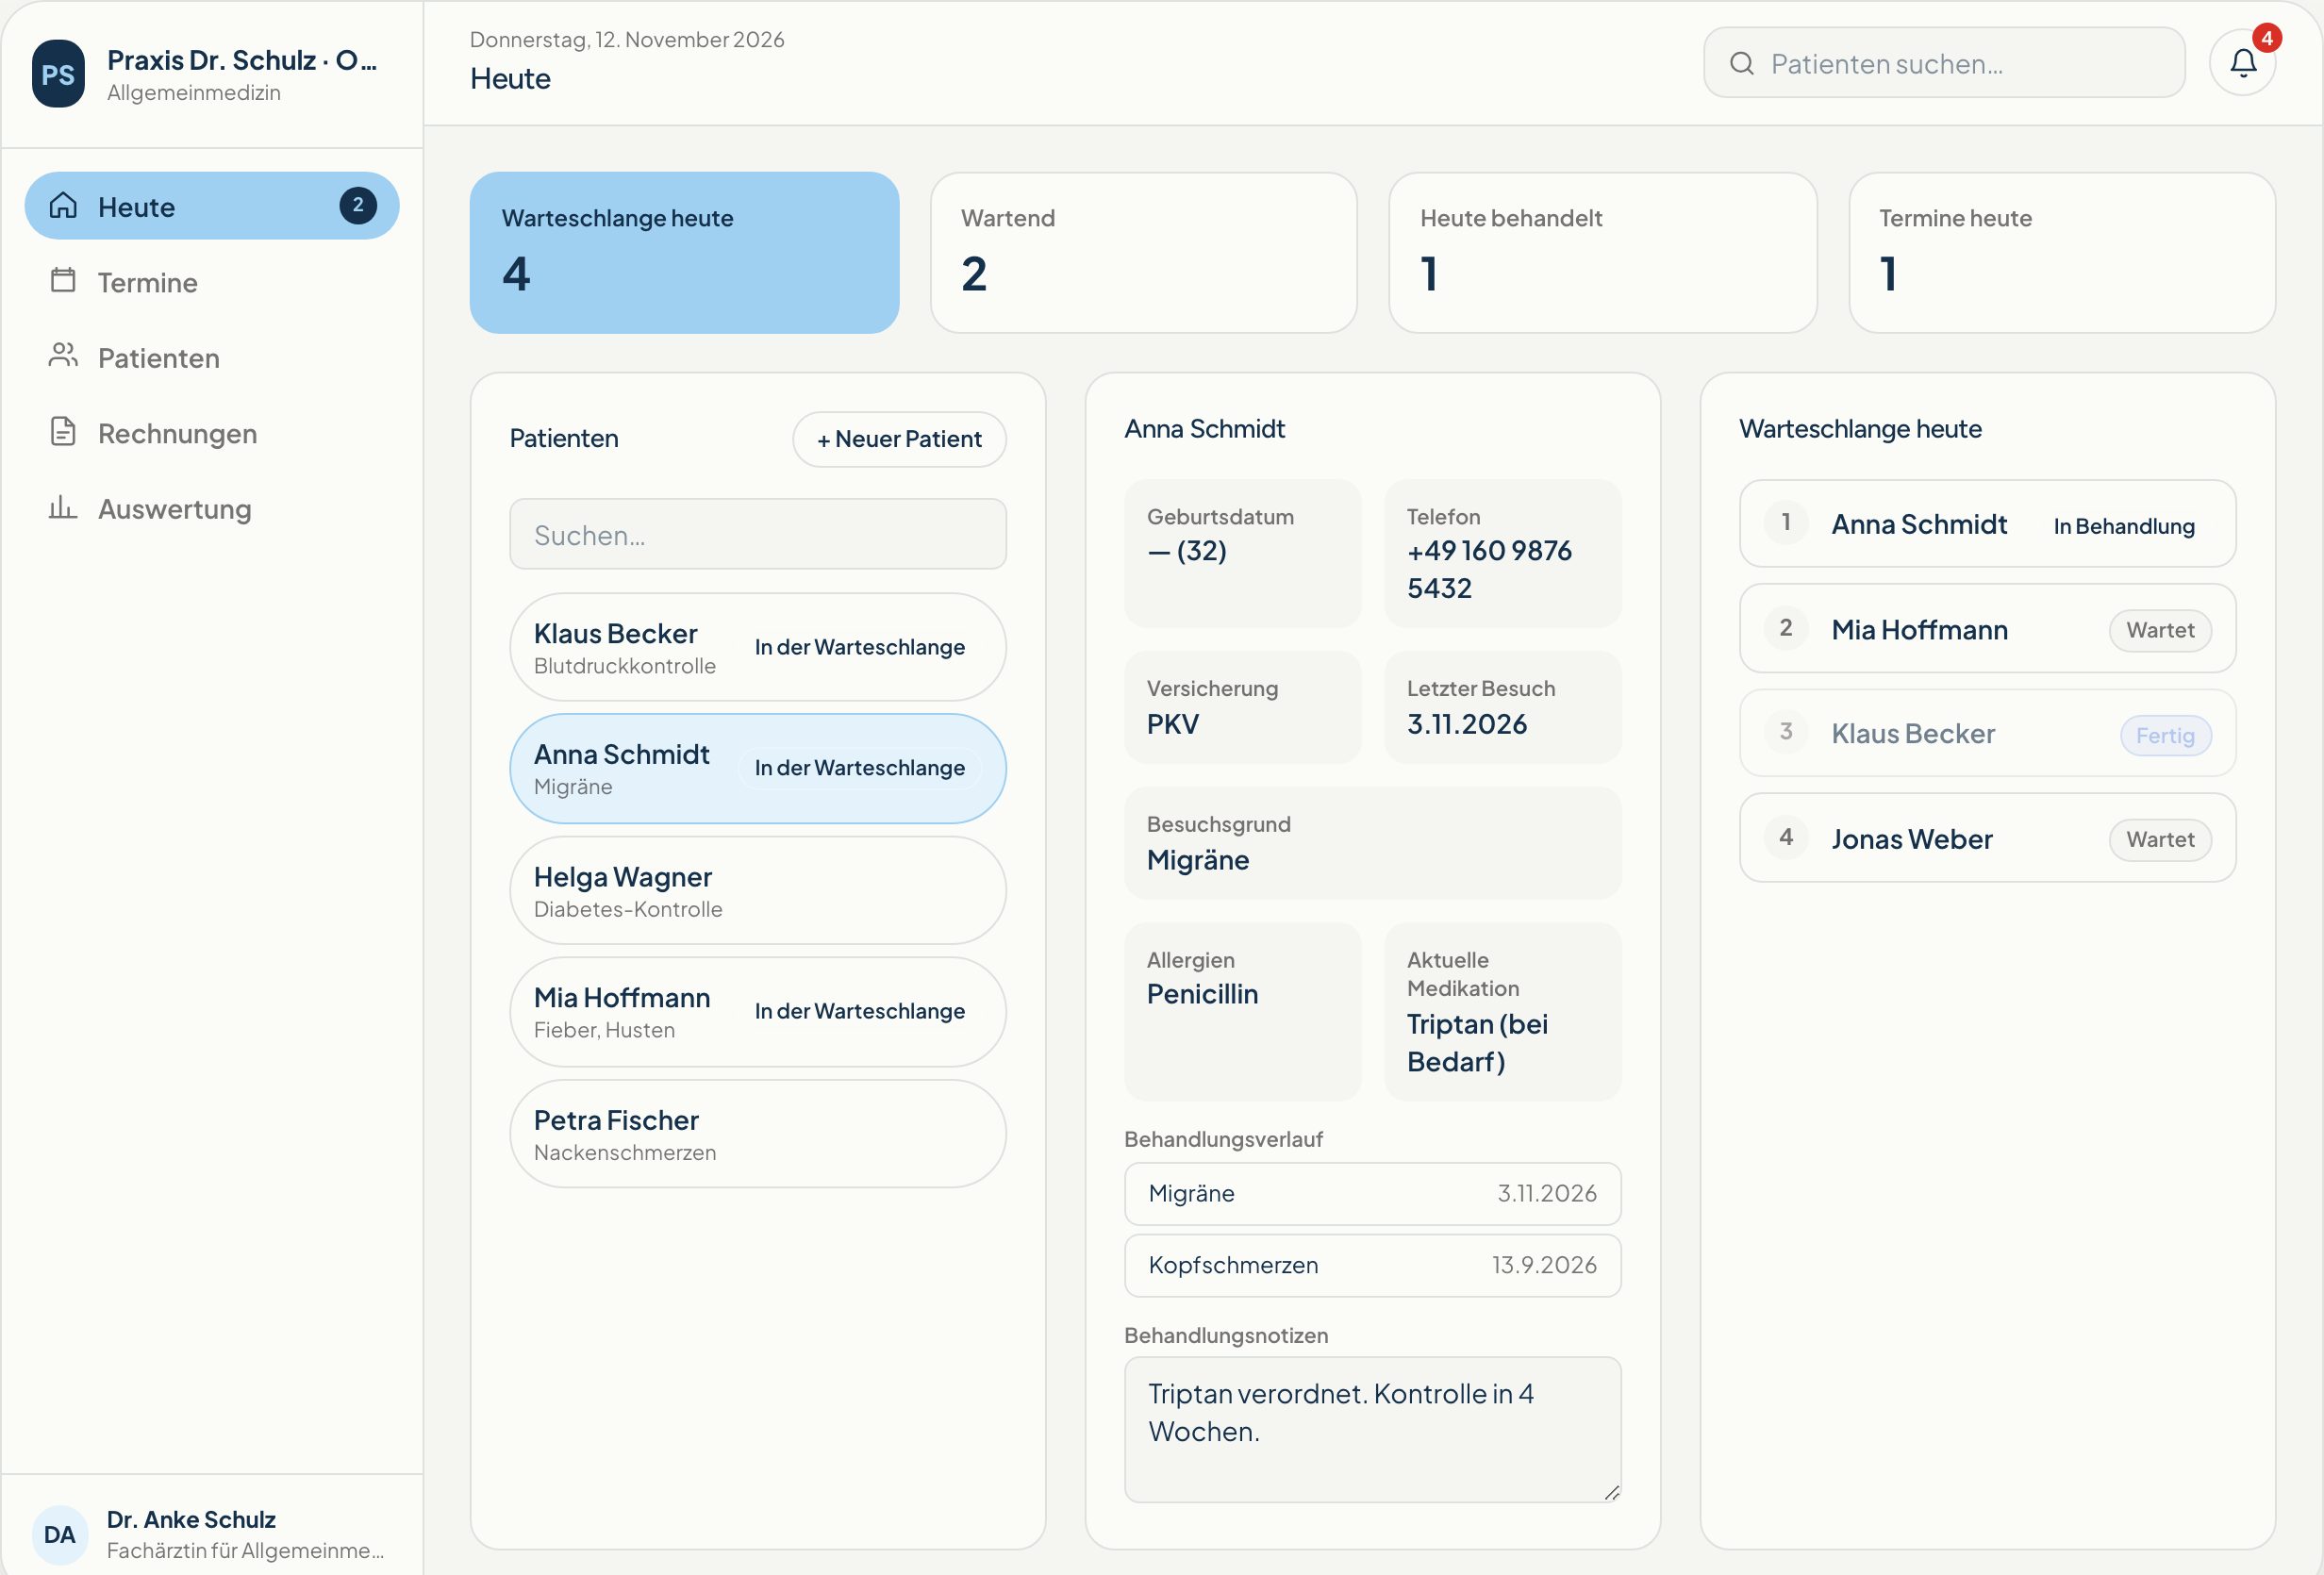 PS
Praxis Dr. Schulz · O...
Allgemeinmedizin
Heute
2
Termine
Patienten
Rechnungen
Auswertung
DA
Dr. Anke Schulz
Fachärztin für Allgemeinme...
Donnerstag, 12. November 2026
Heute
Patienten suchen...
4
Warteschlange heute
4
Wartend
2
Heute behandelt
1
Termine heute
1
Patienten
+ Neuer Patient
Suchen...
Klaus Becker
Blutdruckkontrolle
In der Warteschlange
Anna Schmidt
Migräne
In der Warteschlange
Helga Wagner
Diabetes-Kontrolle
Mia Hoffmann
Fieber, Husten
In der Warteschlange
Petra Fischer
Nackenschmerzen
Anna Schmidt
Geburtsdatum
— (32)
Telefon
+49 160 9876
5432
Versicherung
PKV
Letzter Besuch
3.11.2026
Besuchsgrund
Migräne
Allergien
Penicillin
Aktuelle
Medikation
Triptan (bei
Bedarf)
Behandlungsverlauf
Migräne 3.11.2026
Kopfschmerzen 13.9.2026
Behandlungsnotizen
Triptan verordnet. Kontrolle in 4
Wochen.
Warteschlange heute
1 Anna Schmidt In Behandlung
2 Mia Hoffmann Wartet
3 Klaus Becker Fertig
4 Jonas Weber Wartet